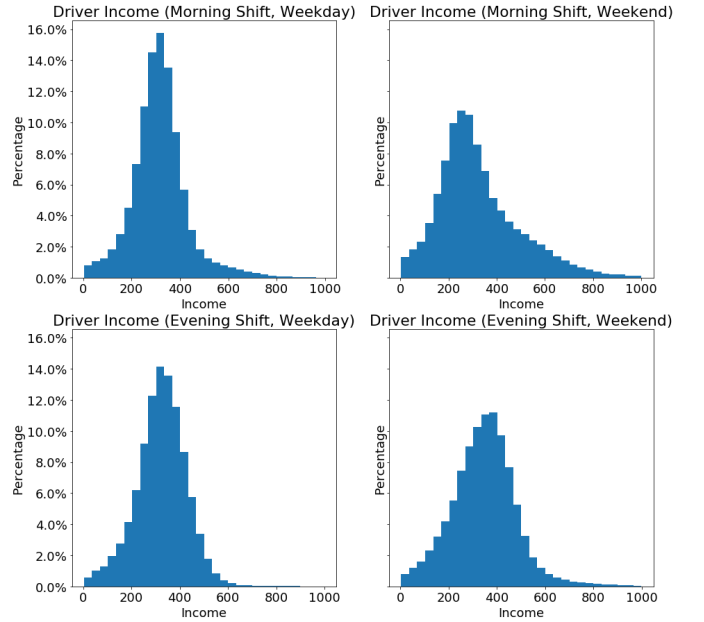 Driver Income (Morning Shift, Weekday)
16.0%
14.0%
12.0%
10.0%
8.0%
6.0%
4.0%
2.0%
0.0%
Percentage
0 200 400 600 800 1000
Income
Driver Income (Morning Shift, Weekend)
Percentage
0 200 400 600 800 1000
Income
Driver Income (Evening Shift, Weekday)
16.0%
14.0%
12.0%
10.0%
8.0%
6.0%
4.0%
2.0%
0.0%
Percentage
0 200 400 600 800 1000
Income
Driver Income (Evening Shift, Weekend)
Percentage
0 200 400 600 800 1000
Income